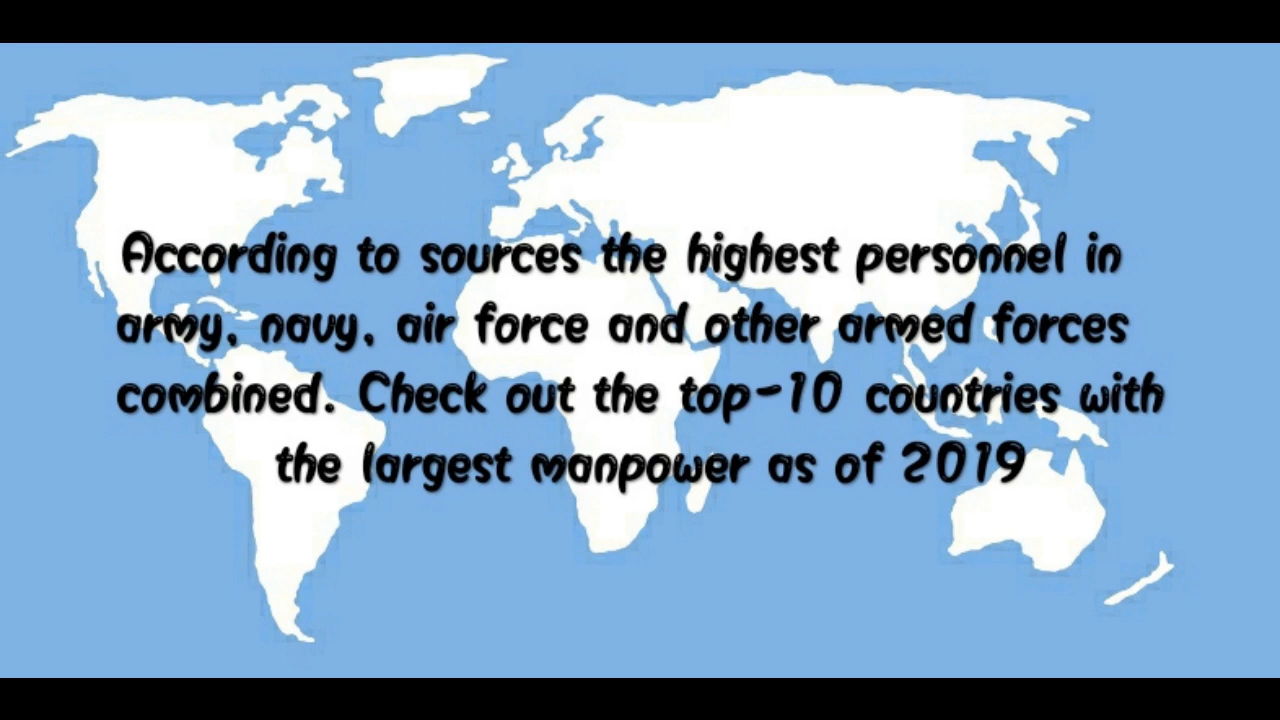 According to sources the highest personnel in
army, navy, air force and other armed forces
combined. Check out the top-10 countries with
the largest manpower as of 2019